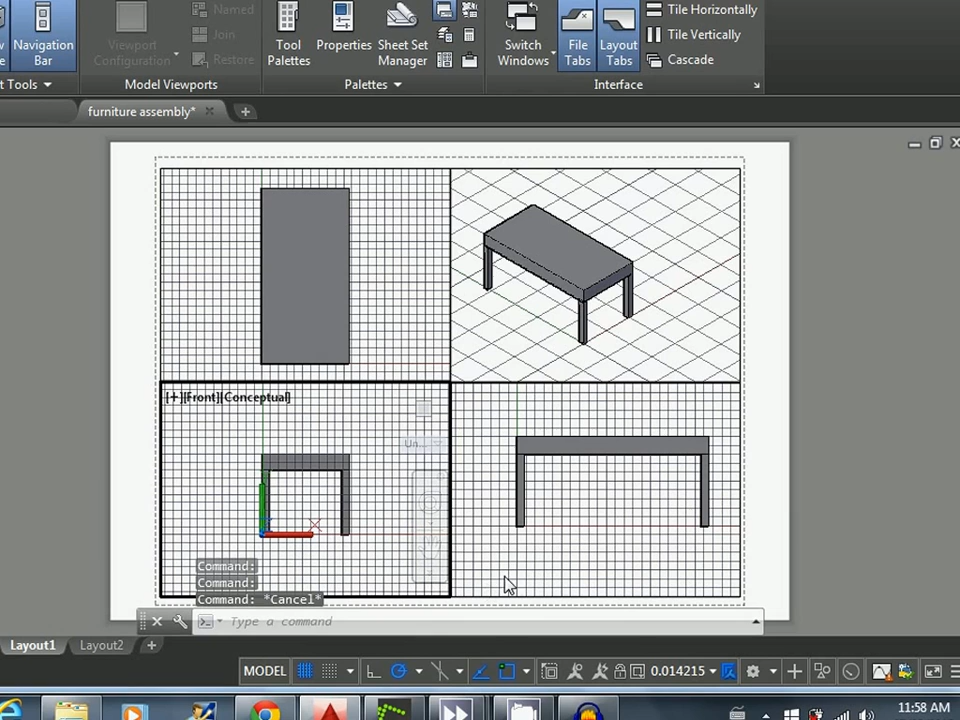 Named
Tile Horizontally
Navigation Bar
Viewport Configuration
Join
Restore
Tool Palettes
Properties
Sheet Set Manager
Switch Windows
File Tabs
Layout Tabs
Tile Vertically
Cascade
t Tools
Model Viewports
Palettes
Interface
furniture assembly*
[+][Front][Conceptual]
Un...
Command:
Command:
Command: *Cancel*
Type a command
Layout1
Layout2
MODEL
0.014215
11:58 AM